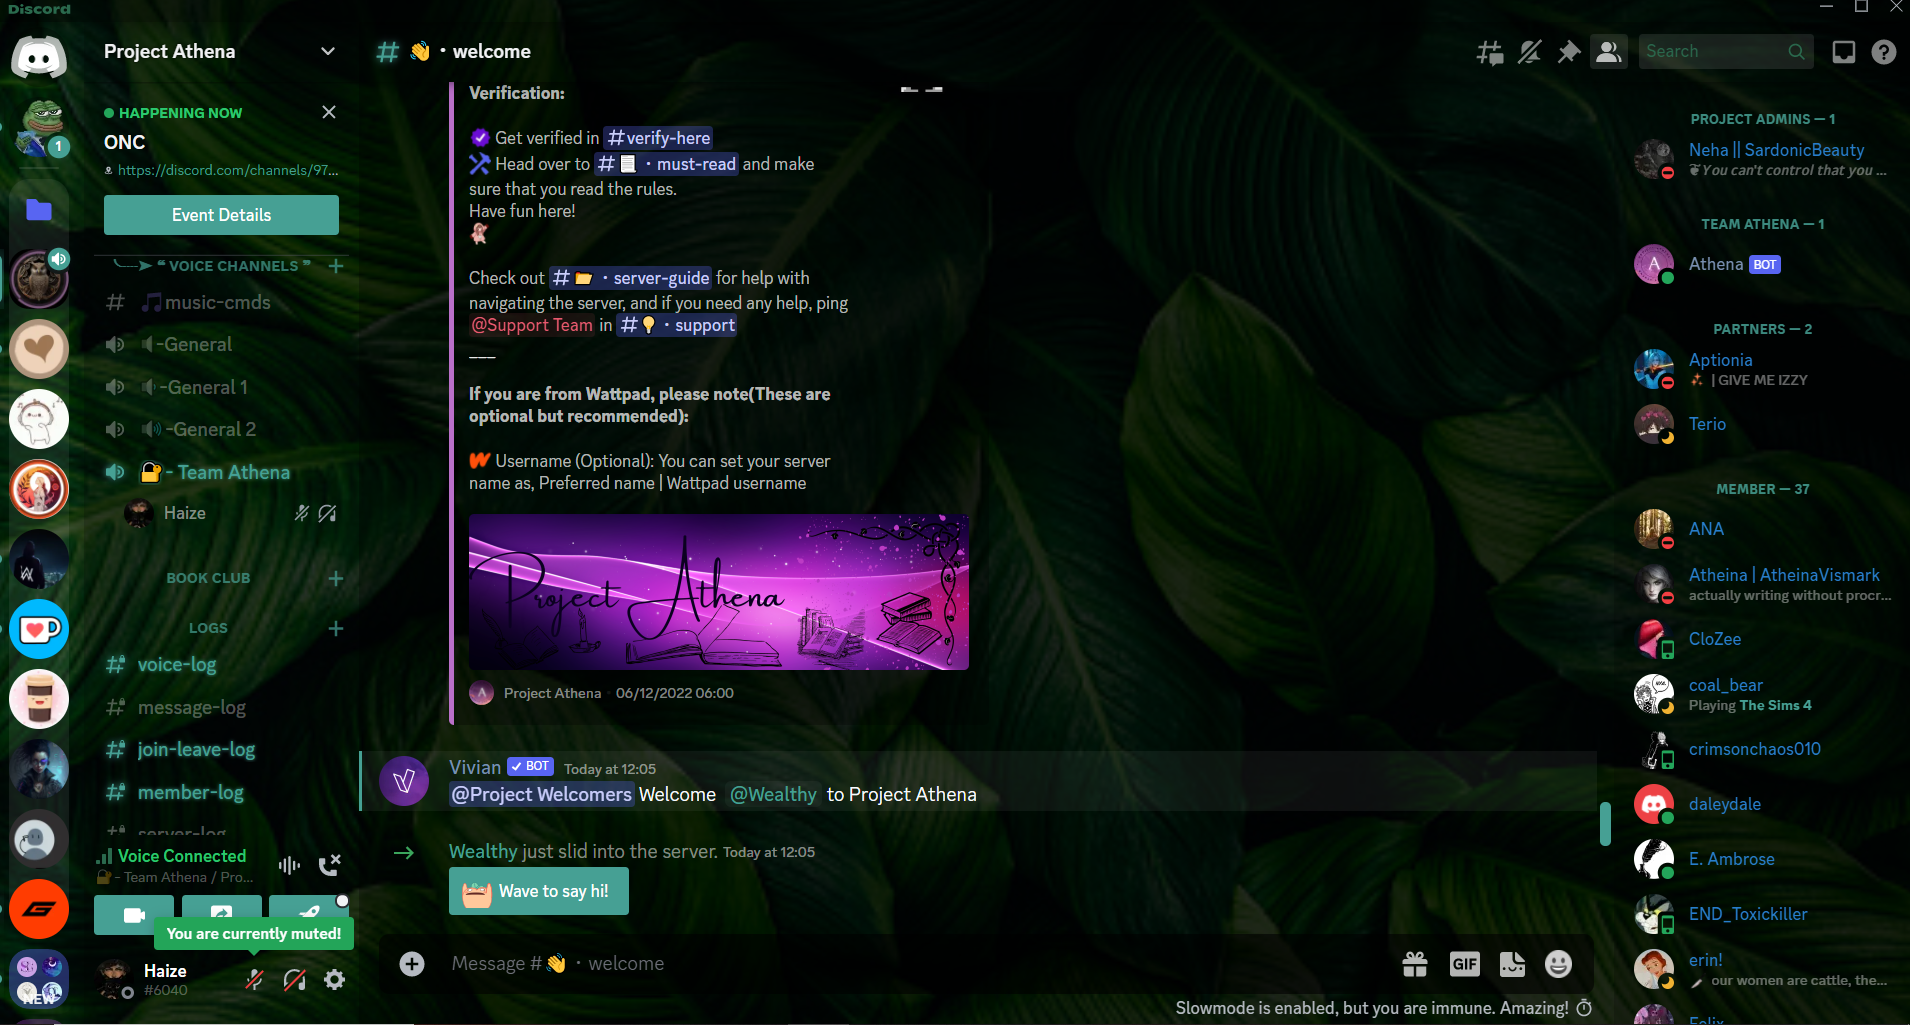 Discord
Project Athena
HAPPENING NOW
ONC
https://discord.com/channels/97...
Event Details
❝ VOICE CHANNELS ❞
music-cmds
-General
-General 1
-General 2
- Team Athena
Haize
BOOK CLUB
LOGS
voice-log
message-log
join-leave-log
member-log
server-log
Voice Connected
- Team Athena / Pro...
You are currently muted!
Haize
#6040
1
NEW
# 👋 • welcome
Verification:
Get verified in #verify-here
Head over to # 📃 • must-read and make
sure that you read the rules.
Have fun here!
Check out # 📂 • server-guide for help with
navigating the server, and if you need any help, ping
@Support Team in # 💡 • support
___
If you are from Wattpad, please note(These are
optional but recommended):
Username (Optional): You can set your server
name as, Preferred name | Wattpad username
Project Athena
Project Athena • 06/12/2022 06:00
Vivian ✓ BOT Today at 12:05
@Project Welcomers Welcome @Wealthy to Project Athena
Wealthy just slid into the server. Today at 12:05
Wave to say hi!
Message # 👋 • welcome
GIF
Slowmode is enabled, but you are immune. Amazing!
Search
PROJECT ADMINS — 1
Neha || SardonicBeauty
You can't control that you ...
TEAM ATHENA — 1
A
Athena BOT
PARTNERS — 2
Aptionia
| GIVE ME IZZY
Terio
MEMBER — 37
ANA
Atheina | AtheinaVismark
actually writing without procr...
CloZee
coal_bear
Playing The Sims 4
crimsonchaos010
daleydale
E. Ambrose
END_Toxickiller
erin!
our women are cattle, the...
Felix